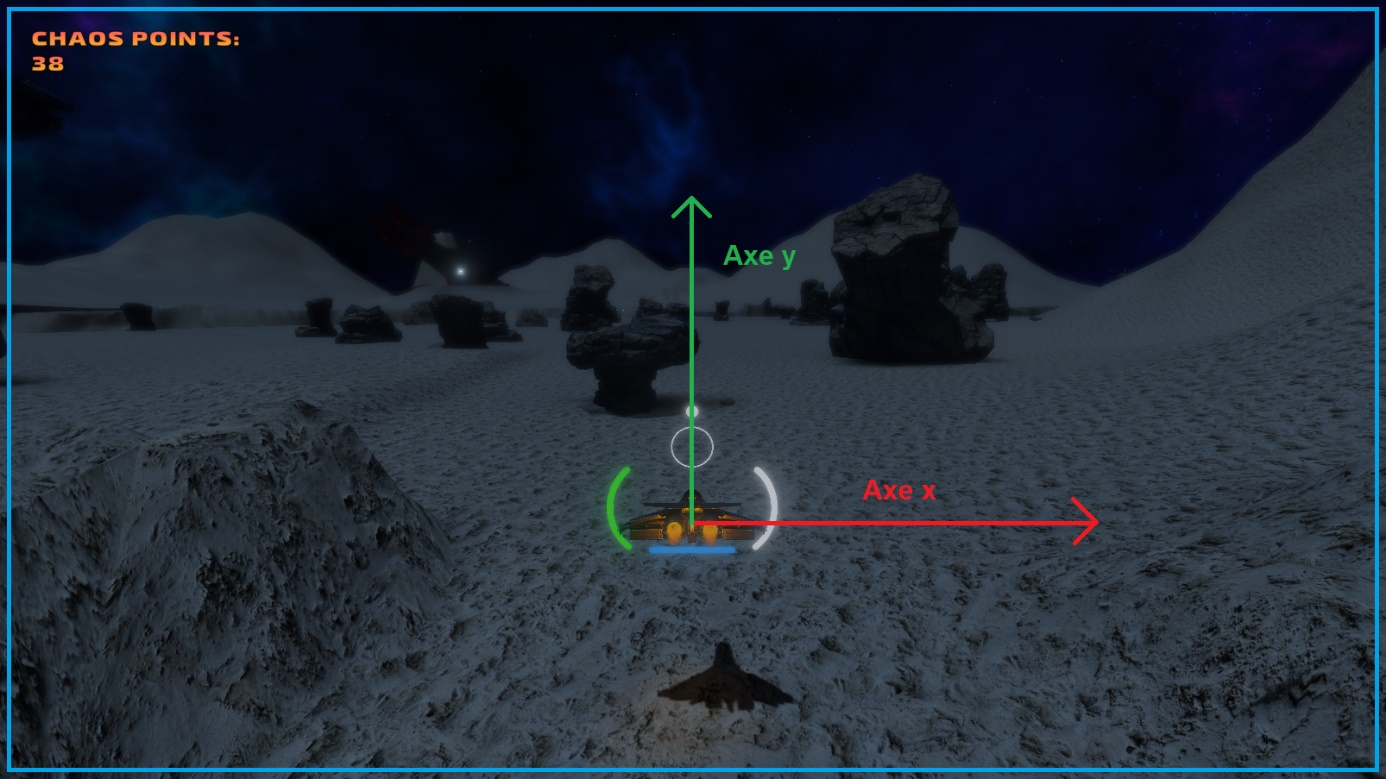 CHAOS POINTS:
38
Axe y
Axe x